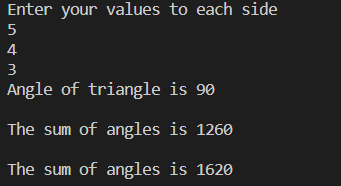 Enter your values to each side
5
4
3
Angle of triangle is 90
The sum of angles is 1260
The sum of angles is 1620